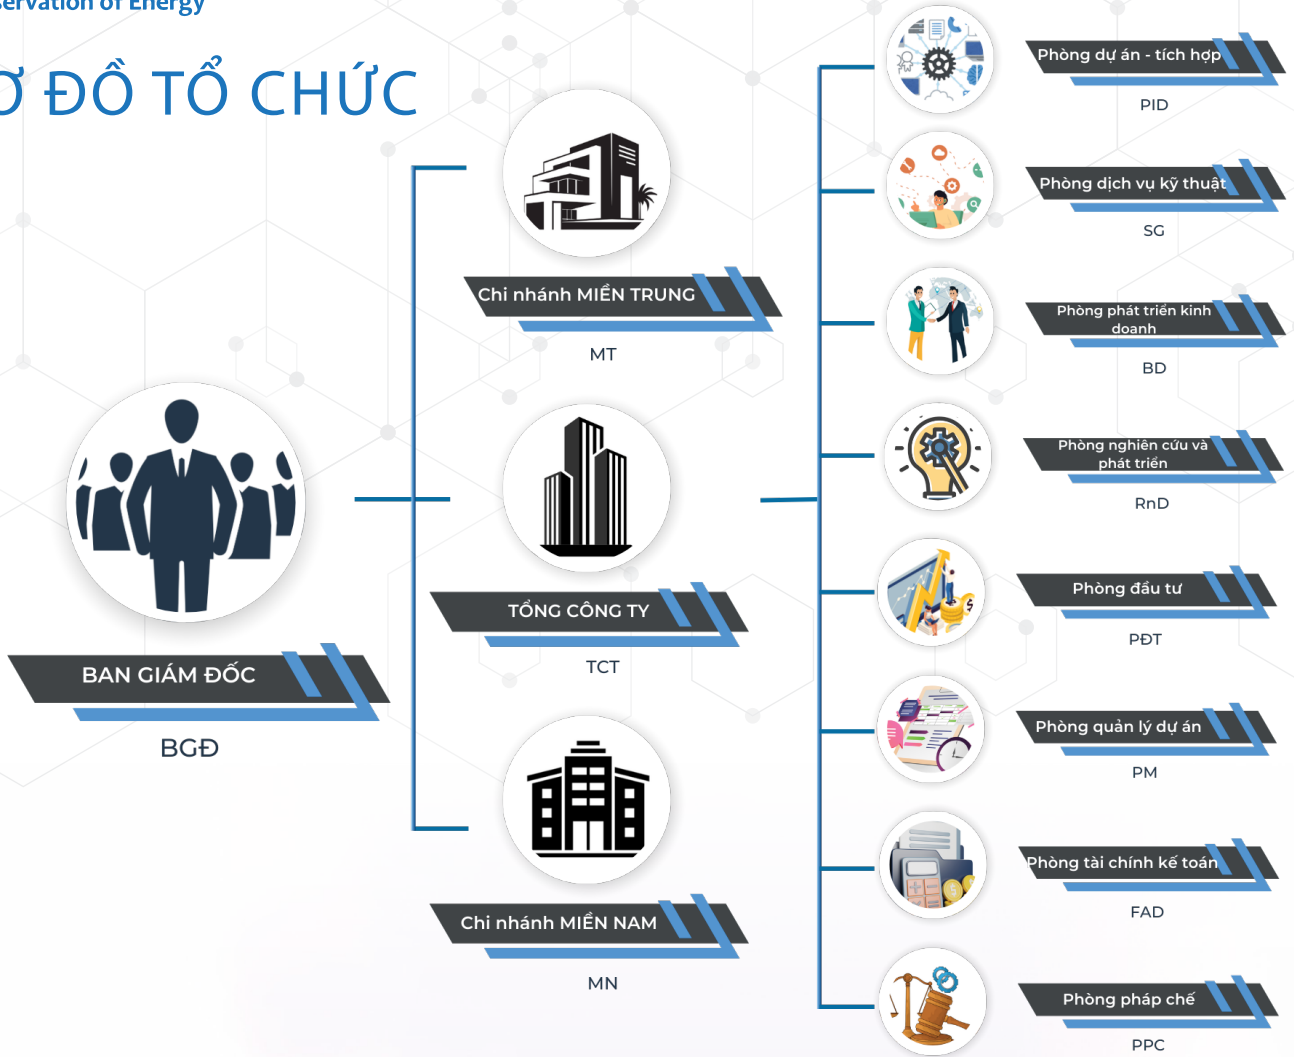 servation of Energy
Ơ ĐỒ TỔ CHỨC
BAN GIÁM ĐỐC
BGĐ
Chi nhánh MIỀN TRUNG
MT
TỔNG CÔNG TY
TCT
Chi nhánh MIỀN NAM
MN
Phòng dự án - tích hợp
PID
Phòng dịch vụ kỹ thuật
SG
Phòng phát triển kinh
doanh
BD
Phòng nghiên cứu và
phát triển
RnD
Phòng đầu tư
PĐT
Phòng quản lý dự án
PM
Phòng tài chính kế toán
FAD
Phòng pháp chế
PPC